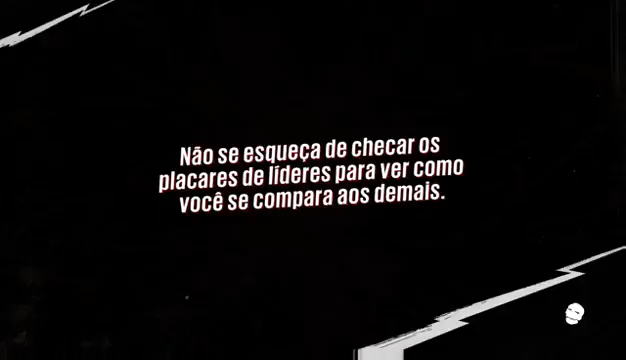 Não se esqueça de checar os
placares de líderes para ver como
você se compara aos demais.